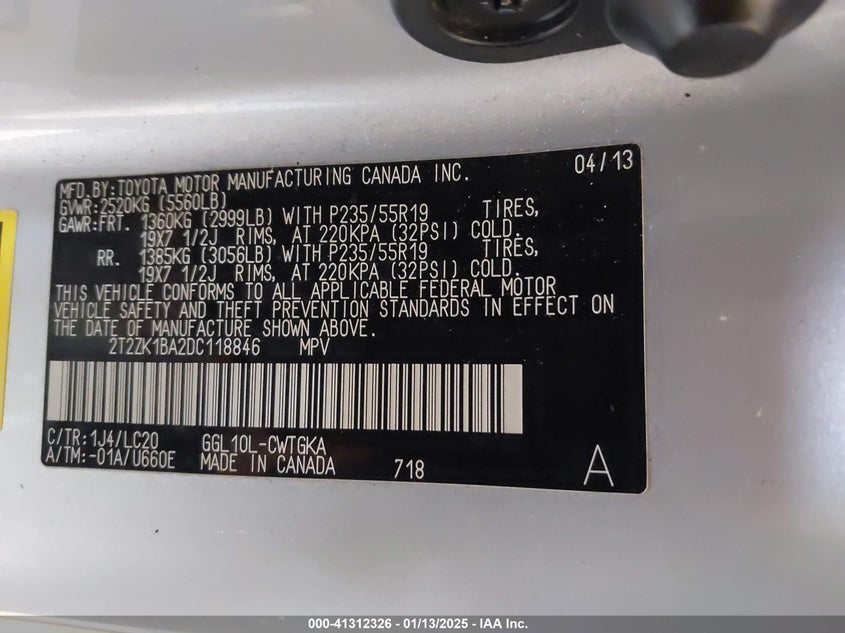 04/13
MFD.BY:TOYOTA MOTOR MANUFACTURING CANADA INC.
GVWR:2520KG (5560LB)
GAWR:FRT. 1360KG (2999LB) WITH P235/55R19 TIRES,
19X7 1/2J RIMS, AT 220KPA (32PSI) COLD.
RR. 1385KG (3056LB) WITH P235/55R19 TIRES,
19X7 1/2J RIMS, AT 220KPA (32PSI) COLD.
THIS VEHICLE CONFORMS TO ALL APPLICABLE FEDERAL MOTOR
VEHICLE SAFETY AND THEFT PREVENTION STANDARDS IN EFFECT ON
THE DATE OF MANUFACTURE SHOWN ABOVE.
2T2ZK1BA2DC118846 MPV
C/TR:1J4/LC20 GGL10L-CWTGKA
A/TM:-01A/U660E MADE IN CANADA 718 A
000-41312326 - 01/13/2025 - IAA Inc.